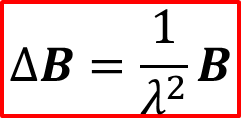 Δ𝑩 = 1/λ² 𝑩